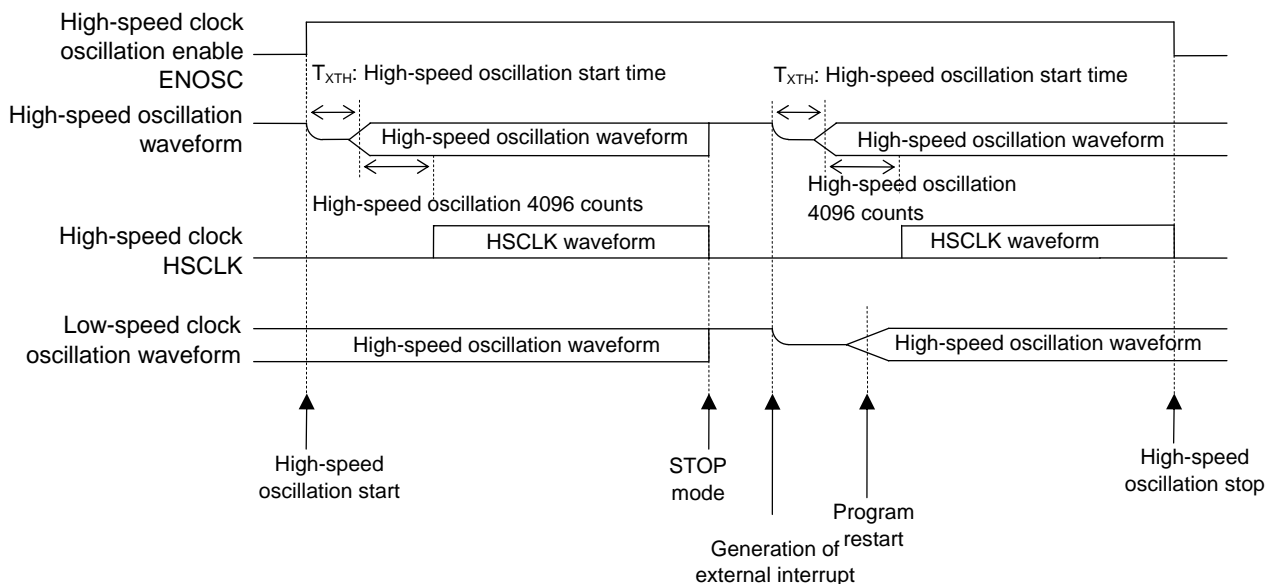 High-speed clock
oscillation enable
ENOSC
T_XTH: High-speed oscillation start time
T_XTH: High-speed oscillation start time
High-speed oscillation
waveform
High-speed oscillation waveform
High-speed oscillation waveform
High-speed oscillation 4096 counts
High-speed oscillation
4096 counts
High-speed clock
HSCLK
HSCLK waveform
HSCLK waveform
Low-speed clock
oscillation waveform
High-speed oscillation waveform
High-speed oscillation waveform
High-speed
oscillation start
STOP
mode
Generation of
external interrupt
Program
restart
High-speed
oscillation stop